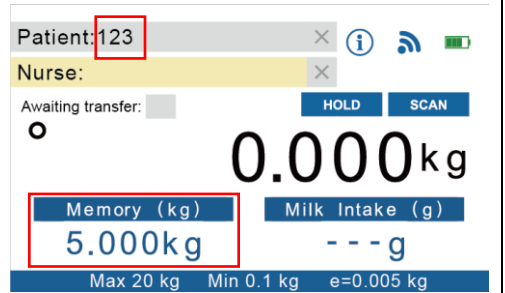 Patient:123 ×
Nurse: ×
Awaiting transfer:
HOLD SCAN
0.000kg
Memory (kg) Milk Intake (g)
5.000kg ---g
Max 20 kg Min 0.1 kg e=0.005 kg